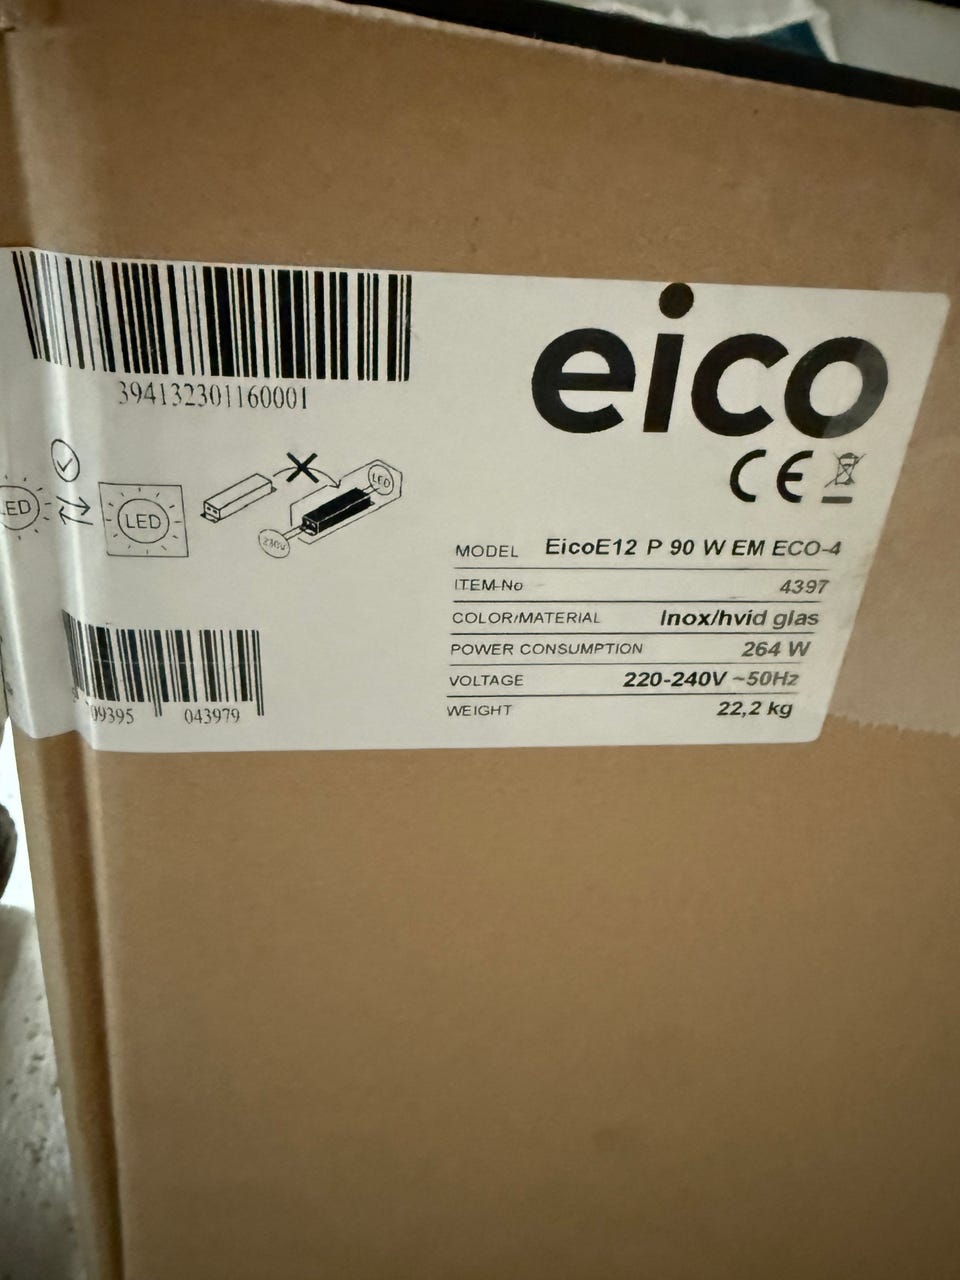 394132301160001
eico
CE
LED
LED
LED
230V
MODEL EicoE12 P 90 W EM ECO-4
ITEM-No 4397
COLOR/MATERIAL Inox/hvid glas
POWER CONSUMPTION 264 W
VOLTAGE 220-240V ~50Hz
WEIGHT 22,2 kg
09395 043979